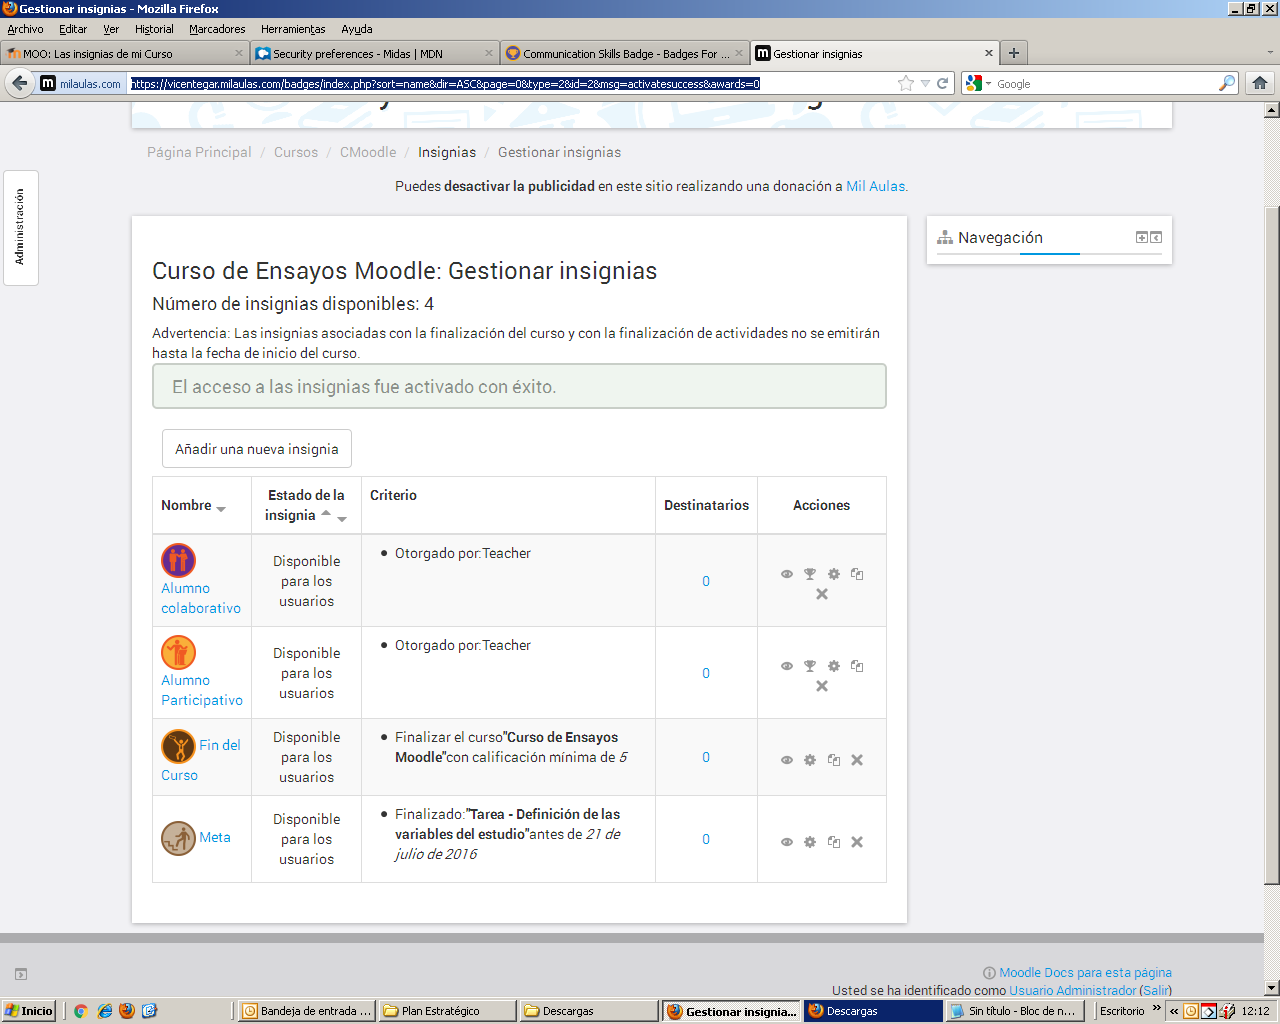 Gestionar insignias - Mozilla Firefox
Archivo Editar Ver Historial Marcadores Herramientas Ayuda
MOO: Las insignias de mi Curso
Security preferences - Midas | MDN
Communication Skills Badge - Badges For ...
Gestionar insignias
milaulas.com
https://vicentegar.milaulas.com/badges/index.php?sort=name&dir=ASC&page=0&type=2&id=2&msg=activatesuccess&awards=0
Google
Página Principal / Cursos / CMoodle / Insignias / Gestionar insignias
Puedes desactivar la publicidad en este sitio realizando una donación a Mil Aulas.
Administración
Navegación
Curso de Ensayos Moodle: Gestionar insignias
Número de insignias disponibles: 4
Advertencia: Las insignias asociadas con la finalización del curso y con la finalización de actividades no se emitirán
hasta la fecha de inicio del curso.
El acceso a las insignias fue activado con éxito.
Añadir una nueva insignia
Nombre
Estado de la
insignia
Criterio
Destinatarios
Acciones
Alumno
colaborativo
Disponible
para los
usuarios
Otorgado por:Teacher
0
Alumno
Participativo
Disponible
para los
usuarios
Otorgado por:Teacher
0
Fin del
Curso
Disponible
para los
usuarios
Finalizar el curso"Curso de Ensayos
Moodle"con calificación mínima de 5
0
Meta
Disponible
para los
usuarios
Finalizado:"Tarea - Definición de las
variables del estudio"antes de 21 de
julio de 2016
0
Moodle Docs para esta página
Usted se ha identificado como Usuario Administrador (Salir)
Inicio
Bandeja de entrada ...
Plan Estratégico
Descargas
Gestionar insignia...
Descargas
Sin título - Bloc de n...
Escritorio
12:12